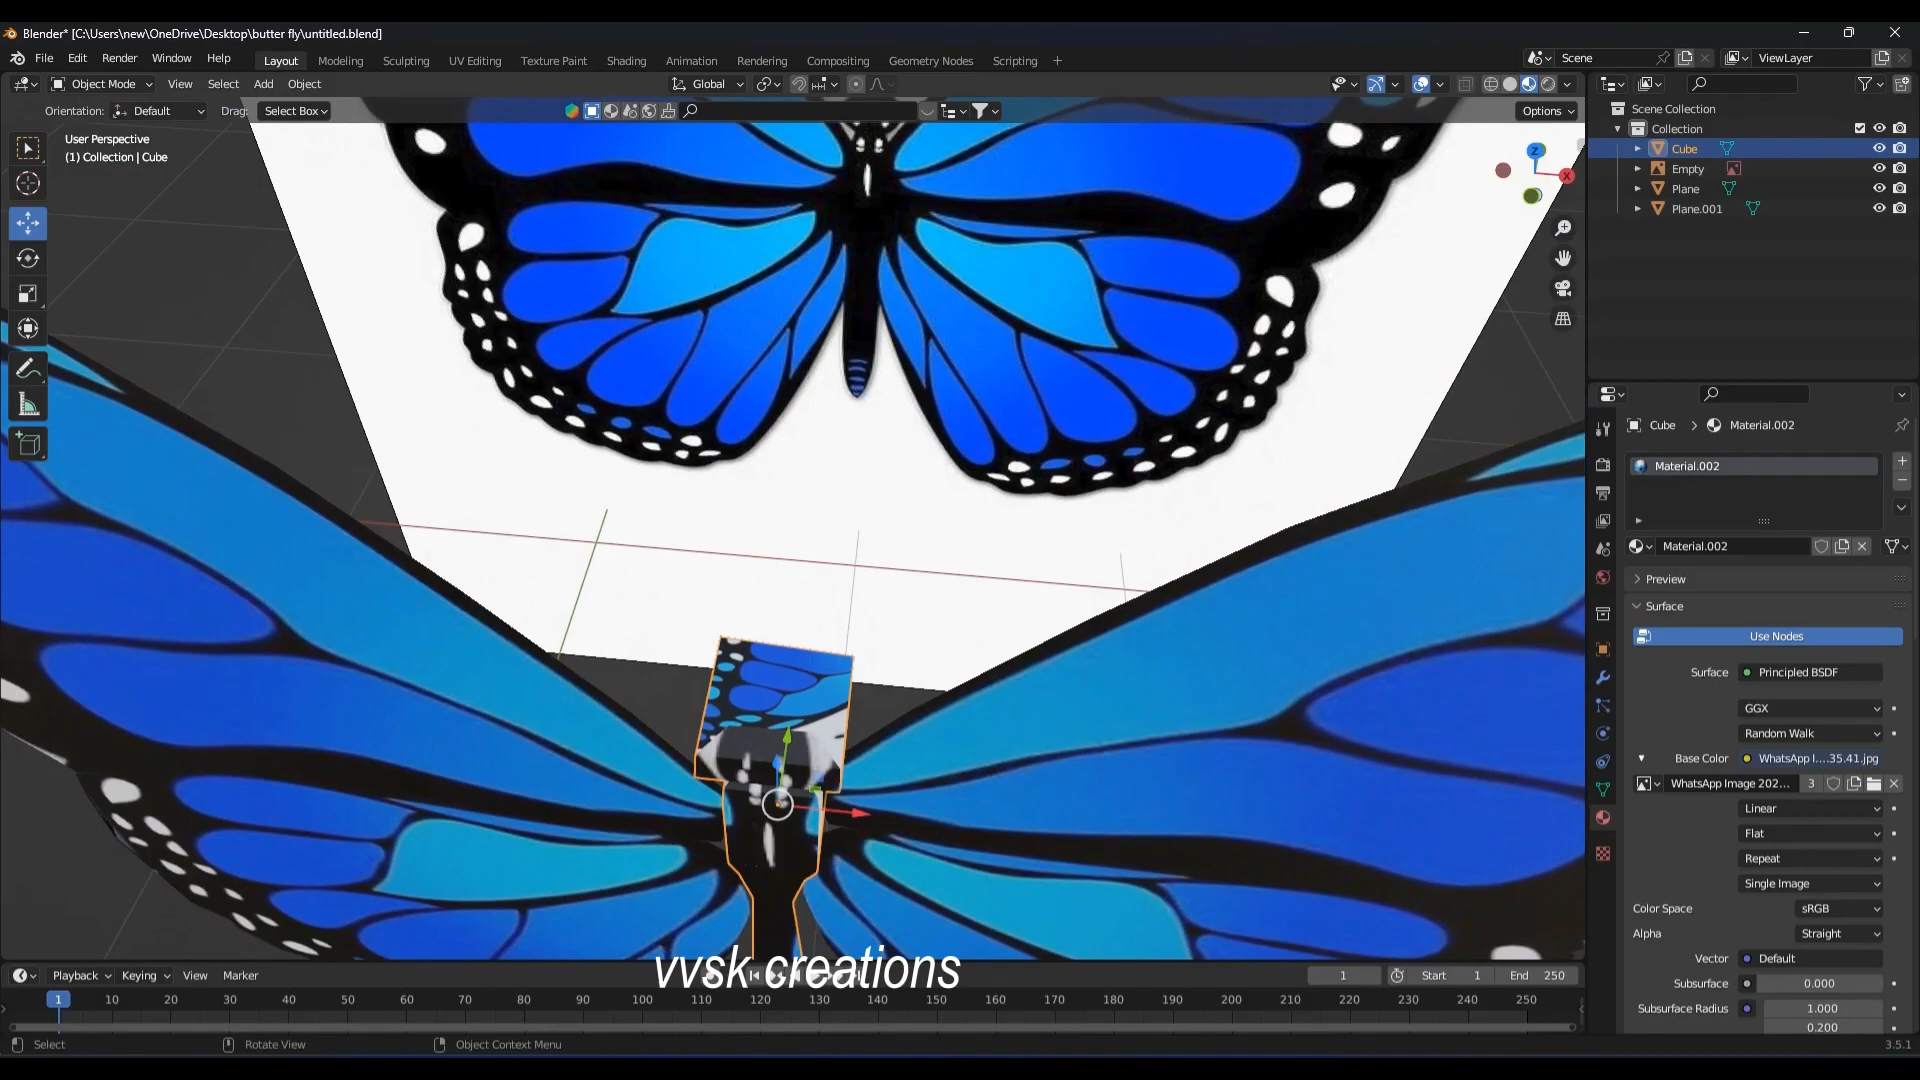 Blender* [C:\Users\new\OneDrive\Desktop\butter fly\untitled.blend]
File Edit Render Window Help Layout Modeling Sculpting UV Editing Texture Paint Shading Animation Rendering Compositing Geometry Nodes Scripting + Scene ViewLayer
Object Mode View Select Add Object Global
Orientation: Default Drag: Select Box Options
User Perspective
(1) Collection | Cube
Z
X
Scene Collection
Collection
Cube
Empty
Plane
Plane.001
Cube > Material.002
Material.002
Material.002
Preview
Surface
Use Nodes
Surface Principled BSDF
GGX
Random Walk
Base Color WhatsApp I....35.41.jpg
WhatsApp Image 202... 3
Linear
Flat
Repeat
Single Image
Color Space sRGB
Alpha Straight
Vector Default
Subsurface 0.000
Subsurface Radius 1.000
0.200
vvsk creations
Playback Keying View Marker 1 Start 1 End 250
1 10 20 30 40 50 60 70 80 90 100 110 120 130 140 150 160 170 180 190 200 210 220 230 240 250
Select Rotate View Object Context Menu 3.5.1